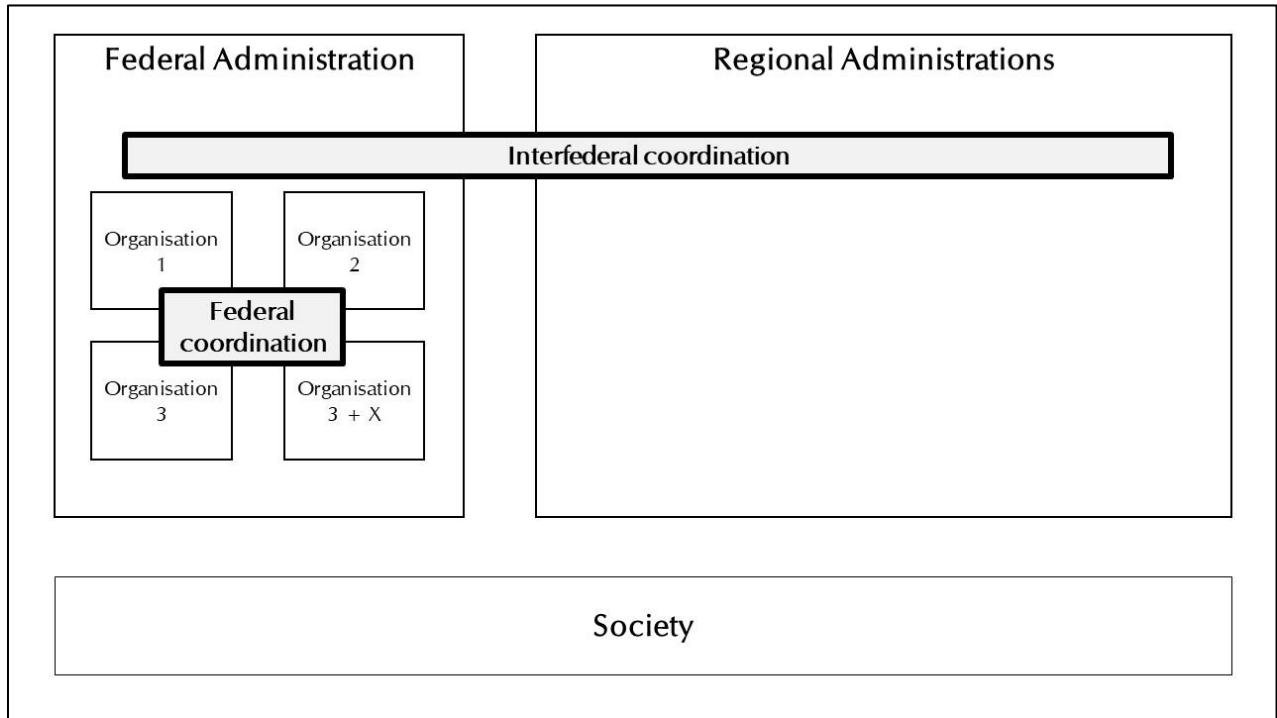 Federal Administration
Regional Administrations
Interfederal coordination
Organisation
1
Organisation
2
Federal
coordination
Organisation
3
Organisation
3 + X
Society